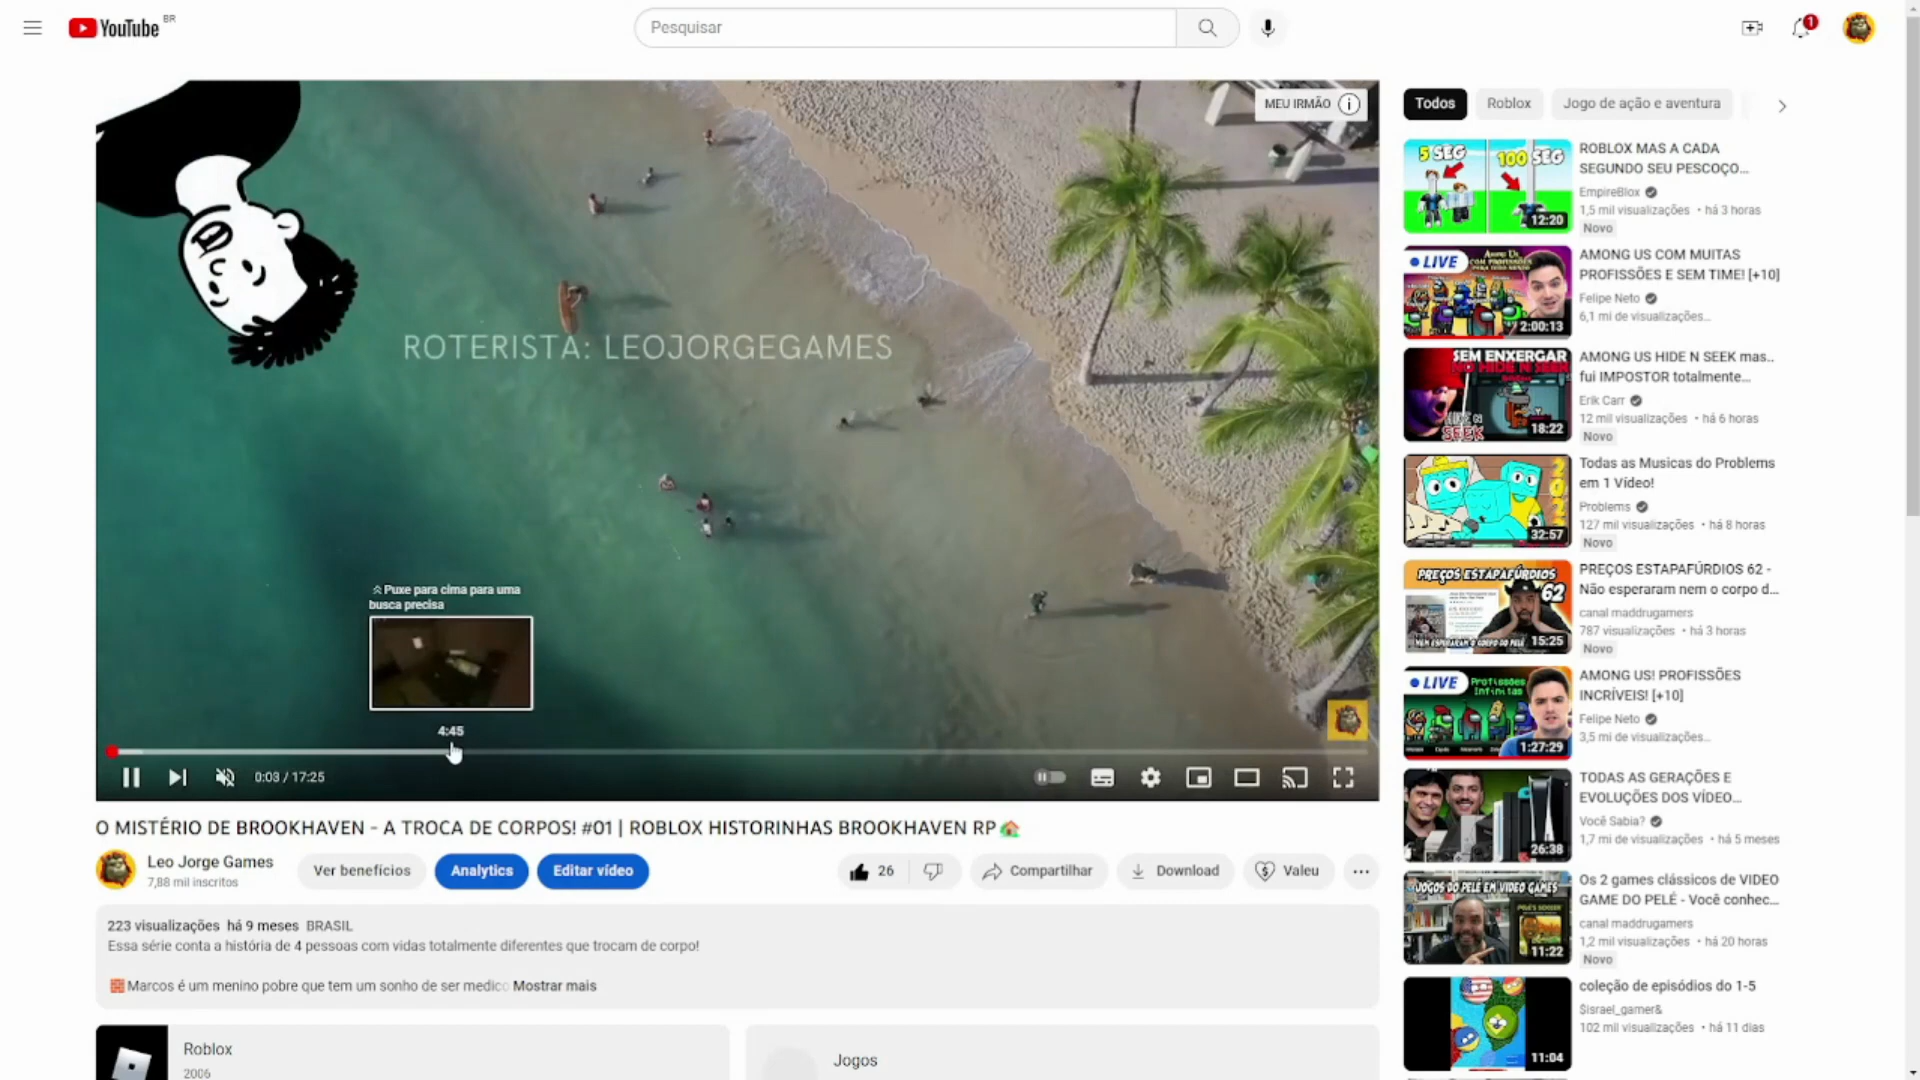 YouTube BR
Pesquisar
1
MEU IRMÃO
ROTERISTA: LEOJORGEGAMES
Puxe para cima para uma
busca precisa
4:45
0:03 / 17:25
O MISTÉRIO DE BROOKHAVEN - A TROCA DE CORPOS! #01 | ROBLOX HISTORINHAS BROOKHAVEN RP
Leo Jorge Games
7,88 mil inscritos
Ver benefícios
Analytics
Editar vídeo
26
Compartilhar
Download
Valeu
223 visualizações há 9 meses BRASIL
Essa série conta a história de 4 pessoas com vidas totalmente diferentes que trocam de corpo!
Marcos é um menino pobre que tem um sonho de ser medico Mostrar mais
Roblox
2006
Jogos
Todos
Roblox
Jogo de ação e aventura
5 SEG
100 SEG
12:20
ROBLOX MAS A CADA
SEGUNDO SEU PESCOÇO...
EmpireBlox
1,5 mil visualizações • há 3 horas
Novo
LIVE
2:00:13
AMONG US COM MUITAS
PROFISSÕES E SEM TIME! [+10]
Felipe Neto
6,1 mi de visualizações...
SEM ENXERGAR
NO HIDE N SEEK
HIDE N
SEEK
18:22
AMONG US HIDE N SEEK mas..
fui IMPOSTOR totalmente...
Erik Carr
12 mil visualizações • há 6 horas
Novo
32:57
Todas as Musicas do Problems
em 1 Vídeo!
Problems
127 mil visualizações • há 8 horas
Novo
PREÇOS ESTAPAFÚRDIOS
62
NEM ESPERARAM O CORPO DO PELÉ
15:25
PREÇOS ESTAPAFÚRDIOS 62 -
Não esperaram nem o corpo d...
canal maddrugamers
787 visualizações • há 3 horas
Novo
LIVE
Profissões
Infinitas
1:27:29
AMONG US! PROFISSÕES
INCRÍVEIS! [+10]
Felipe Neto
3,5 mi de visualizações...
26:38
TODAS AS GERAÇÕES E
EVOLUÇÕES DOS VÍDEO...
Você Sabia?
1,7 mi de visualizações • há 5 meses
JOGOS DO PELÉ EM VIDEO GAMES
11:22
Os 2 games clássicos de VIDEO
GAME DO PELÉ - Você conhec...
canal maddrugamers
1,2 mil visualizações • há 20 horas
Novo
11:04
coleção de episódios do 1-5
$israel_gamer&
102 mil visualizações • há 11 dias